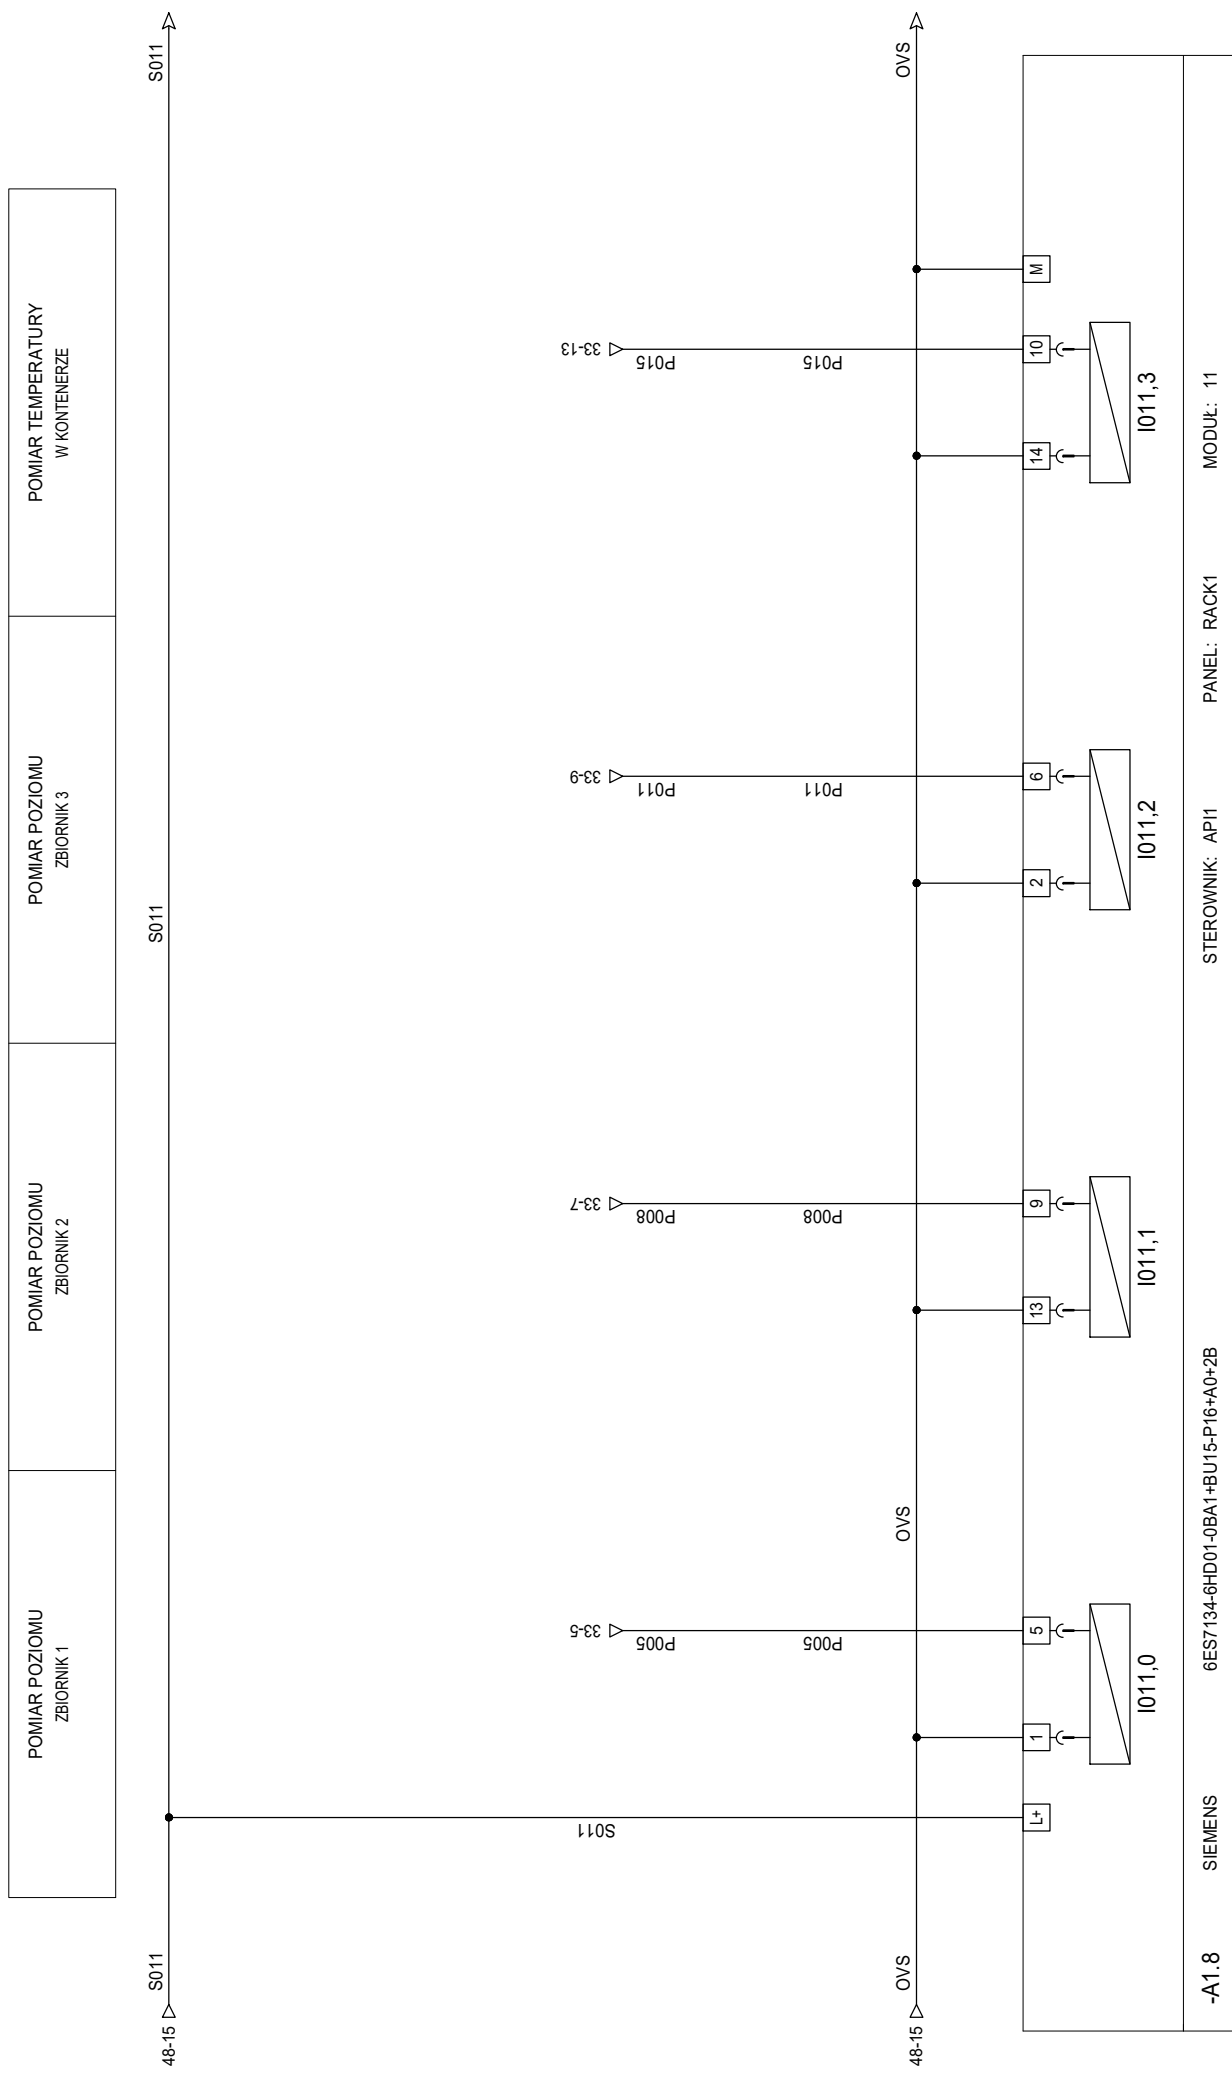 POMIAR POZIOMU
ZBIORNIK 1
POMIAR POZIOMU
ZBIORNIK 2
POMIAR POZIOMU
ZBIORNIK 3
POMIAR TEMPERATURY
W KONTENERZE
48-15
S011
S011
S011
S011
33-5
P005
P005
33-7
P008
P008
33-9
P011
P011
33-13
P015
P015
48-15
OVS
OVS
OVS
L+
1
5
13
9
2
6
14
10
M
I011,0
I011,1
I011,2
I011,3
-A1.8
SIEMENS
6ES7134-6HD01-0BA1+BU15-P16+A0+2B
STEROWNIK: API1
PANEL: RACK1
MODUŁ: 11